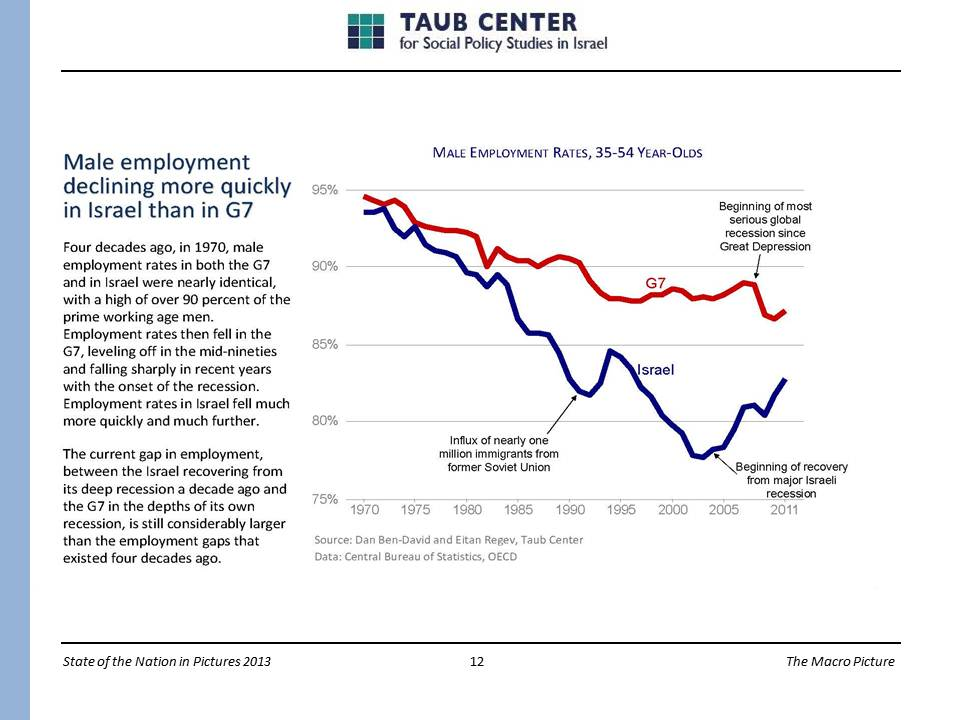 TAUB CENTER
for Social Policy Studies in Israel
Male employment
declining more quickly
in Israel than in G7
Four decades ago, in 1970, male
employment rates in both the G7
and in Israel were nearly identical,
with a high of over 90 percent of the
prime working age men.
Employment rates then fell in the
G7, leveling off in the mid-nineties
and falling sharply in recent years
with the onset of the recession.
Employment rates in Israel fell much
more quickly and much further.
The current gap in employment,
between the Israel recovering from
its deep recession a decade ago and
the G7 in the depths of its own
recession, is still considerably larger
than the employment gaps that
existed four decades ago.
MALE EMPLOYMENT RATES, 35-54 YEAR-OLDS
95%
90%
85%
80%
75%
Beginning of most
serious global
recession since
Great Depression
G7
Israel
Influx of nearly one
million immigrants from
former Soviet Union
Beginning of recovery
from major Israeli
recession
1970 1975 1980 1985 1990 1995 2000 2005 2011
Source: Dan Ben-David and Eitan Regev, Taub Center
Data: Central Bureau of Statistics, OECD
State of the Nation in Pictures 2013 12 The Macro Picture